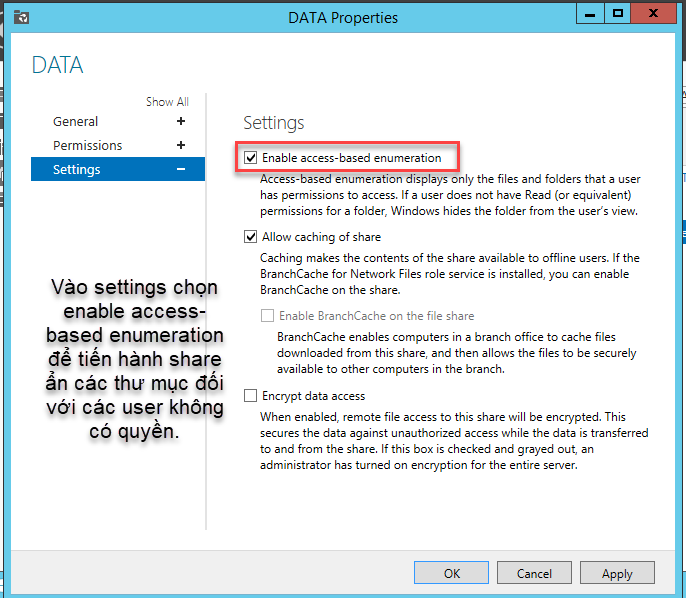 DATA Properties
DATA
Show All
General +
Permissions +
Settings −
Settings
Enable access-based enumeration
Access-based enumeration displays only the files and folders that a user
has permissions to access. If a user does not have Read (or equivalent)
permissions for a folder, Windows hides the folder from the user's view.
Allow caching of share
Caching makes the contents of the share available to offline users. If the
BranchCache for Network Files role service is installed, you can enable
BranchCache on the share.
Enable BranchCache on the file share
BranchCache enables computers in a branch office to cache files
downloaded from this share, and then allows the files to be securely
available to other computers in the branch.
Encrypt data access
When enabled, remote file access to this share will be encrypted. This
secures the data against unauthorized access while the data is transferred
to and from the share. If this box is checked and grayed out, an
administrator has turned on encryption for the entire server.
Vào settings chọn
enable access-
based enumeration
để tiến hành share
ẩn các thư mục đối
với các user không
có quyền.
OK
Cancel
Apply